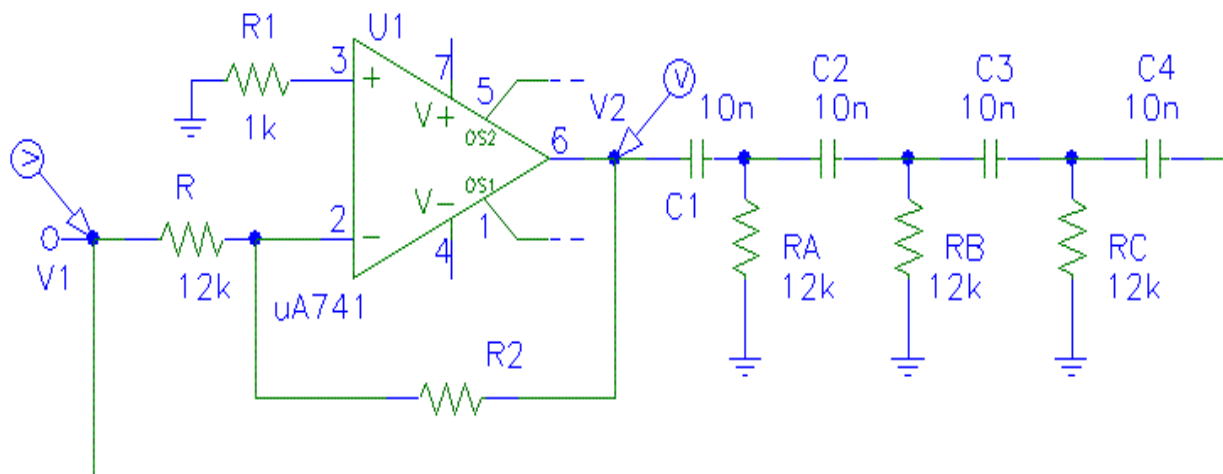 R1
1k
U1
3
+
7
V+
5
OS2
6
V2
V
10n
C1
C2
10n
C3
10n
C4
10n
V
O
V1
R
12k
2
-
V-
OS1
1
4
uA741
R2
RA
12k
RB
12k
RC
12k